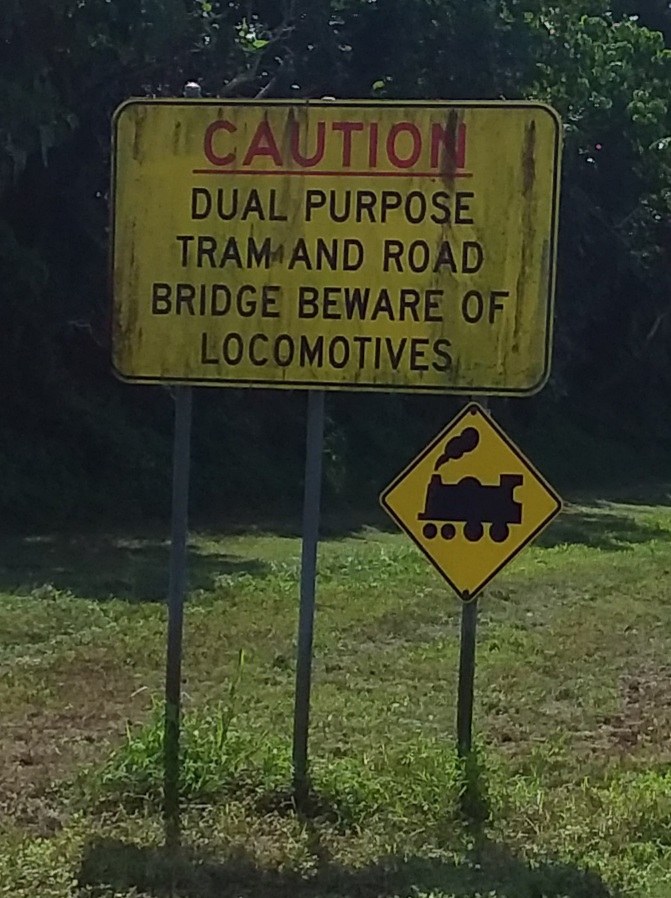 CAUTION
DUAL PURPOSE
TRAM AND ROAD
BRIDGE BEWARE OF
LOCOMOTIVES